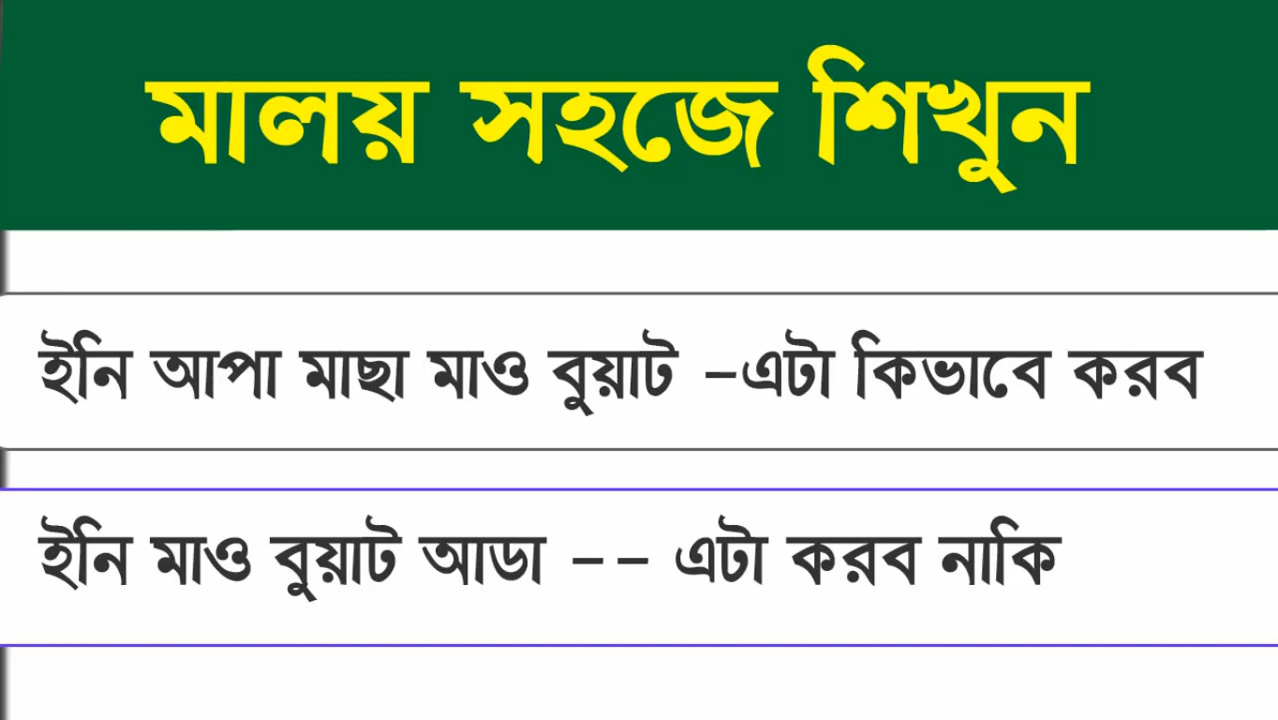 মালয় সহজে শিখুন
ইনি আপা মাছা মাও বুয়াট -এটা কিভাবে করব
ইনি মাও বুয়াট আডা -- এটা করব নাকি